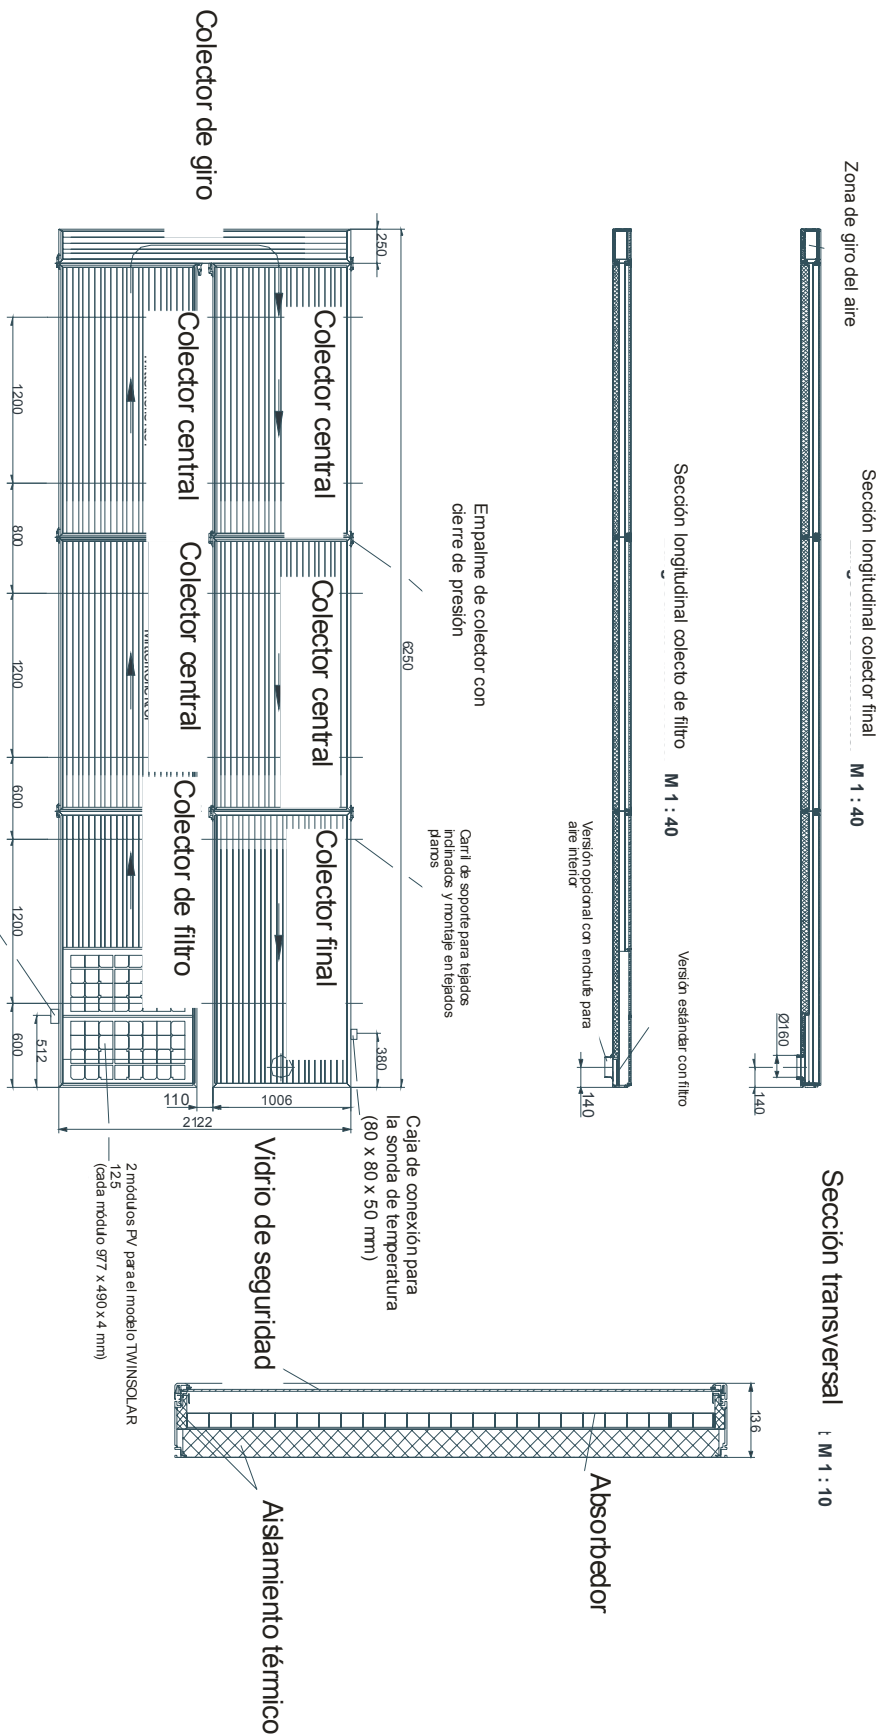 Sección longitudinal colector final M 1 : 40
Zona de giro del aire
Ø160
140
Sección longitudinal colecto de filtro M 1 : 40
Versión estándar con filtro
Versión opcional con enchufe para
aire interior
140
Empalme de colector con
cierre de presión
Carril de soporte para tejados
inclinados y montaje en tejados
planos
6250
250
380
Caja de conexión para
la sonda de temperatura
(80 x 80 x 50 mm)
Colector central
Colector central
Colector final
Colector de giro
Colector central
Colector central
Colector de filtro
1006
110
2122
512
1200
800
1200
600
1200
600
2 módulos PV para el modelo TWINSOLAR
12.5
(cada módulo 977 x 490 x 4 mm)
Sección transversal M 1 : 10
136
Vidrio de seguridad
Absorbedor
Aislamiento térmico